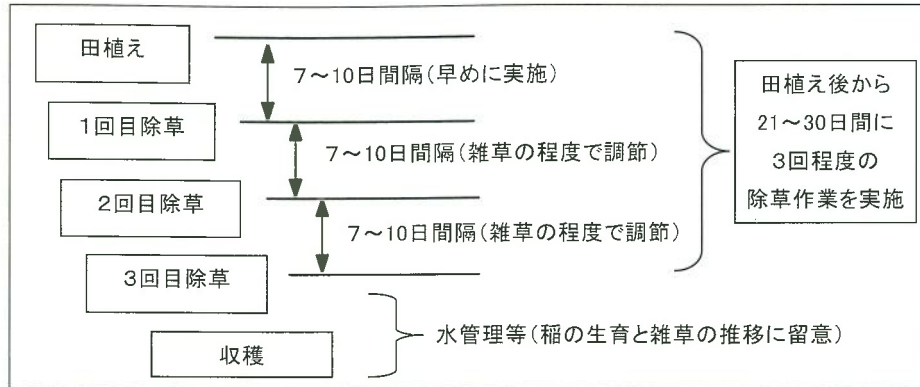 田植え
7～10日間隔(早めに実施)
1回目除草
7～10日間隔(雑草の程度で調節)
2回目除草
7～10日間隔(雑草の程度で調節)
3回目除草
田植え後から
21～30日間に
3回程度の
除草作業を実施
水管理等(稲の生育と雑草の推移に留意)
収穫